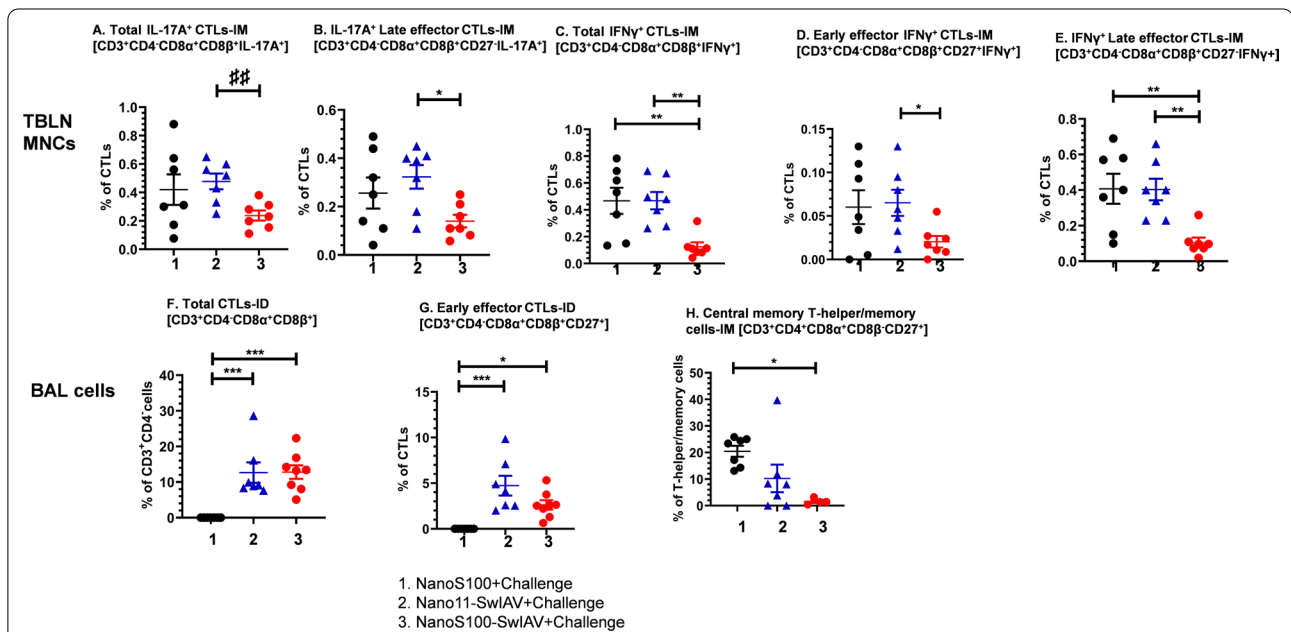 A. Total IL-17A⁺ CTLs-IM
[CD3⁺CD4⁻CD8α⁺CD8β⁺IL-17A⁺]
B. IL-17A⁺ Late effector CTLs-IM
[CD3⁺CD4⁻CD8α⁺CD8β⁺CD27⁻IL-17A⁺]
C. Total IFNγ⁺ CTLs-IM
[CD3⁺CD4⁻CD8α⁺CD8β⁺IFNγ⁺]
D. Early effector IFNγ⁺ CTLs-IM
[CD3⁺CD4⁻CD8α⁺CD8β⁺CD27⁺IFNγ⁺]
E. IFNγ⁺ Late effector CTLs-IM
[CD3⁺CD4⁻CD8α⁺CD8β⁺CD27⁻IFNγ+]
TBLN
MNCs
% of CTLs
1.0
0.8
0.6
0.4
0.2
0.0
##
1 2 3
% of CTLs
0.6
0.4
0.2
0.0
*
1 2 3
% of CTLs
1.0
0.8
0.6
0.4
0.2
0.0
**
**
1 2 3
% of CTLs
0.15
0.10
0.05
0.00
*
1 2 3
% of CTLs
0.8
0.6
0.4
0.2
0.0
**
**
1 2 3
F. Total CTLs-ID
[CD3⁺CD4⁻CD8α⁺CD8β⁺]
G. Early effector CTLs-ID
[CD3⁺CD4⁻CD8α⁺CD8β⁺CD27⁺]
H. Central memory T-helper/memory
cells-IM [CD3⁺CD4⁺CD8α⁺CD8β⁻CD27⁺]
BAL cells
% of CD3⁺CD4⁻cells
40
30
20
10
0
***
***
1 2 3
% of CTLs
15
10
5
0
*
***
1 2 3
% of T-helper/memory cells
50
40
30
20
10
0
*
1 2 3
1. NanoS100+Challenge
2. Nano11-SwIAV+Challenge
3. NanoS100-SwIAV+Challenge